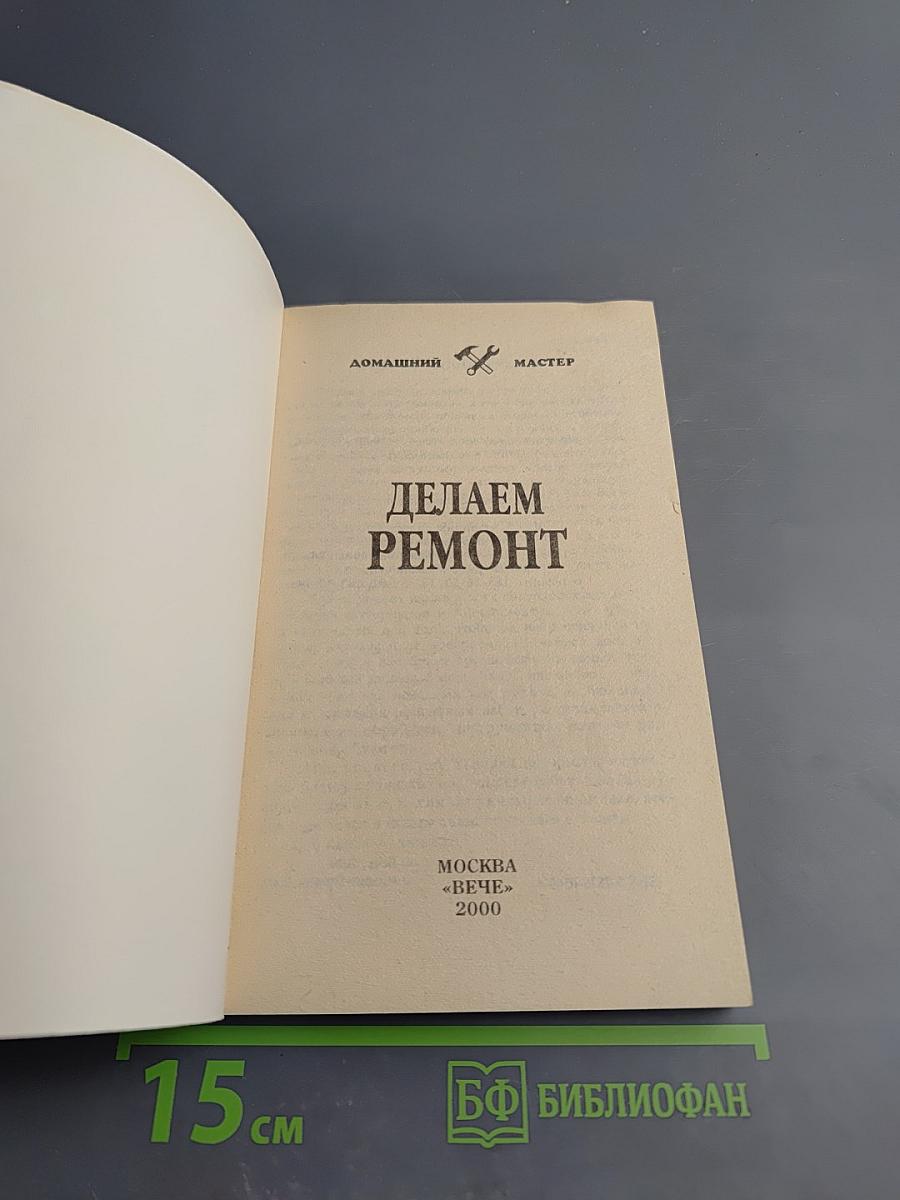 ДОМАШНИЙ МАСТЕР
ДЕЛАЕМ
РЕМОНТ
МОСКВА
«ВЕЧЕ»
2000
15 см
БФ БИБЛИОФАН